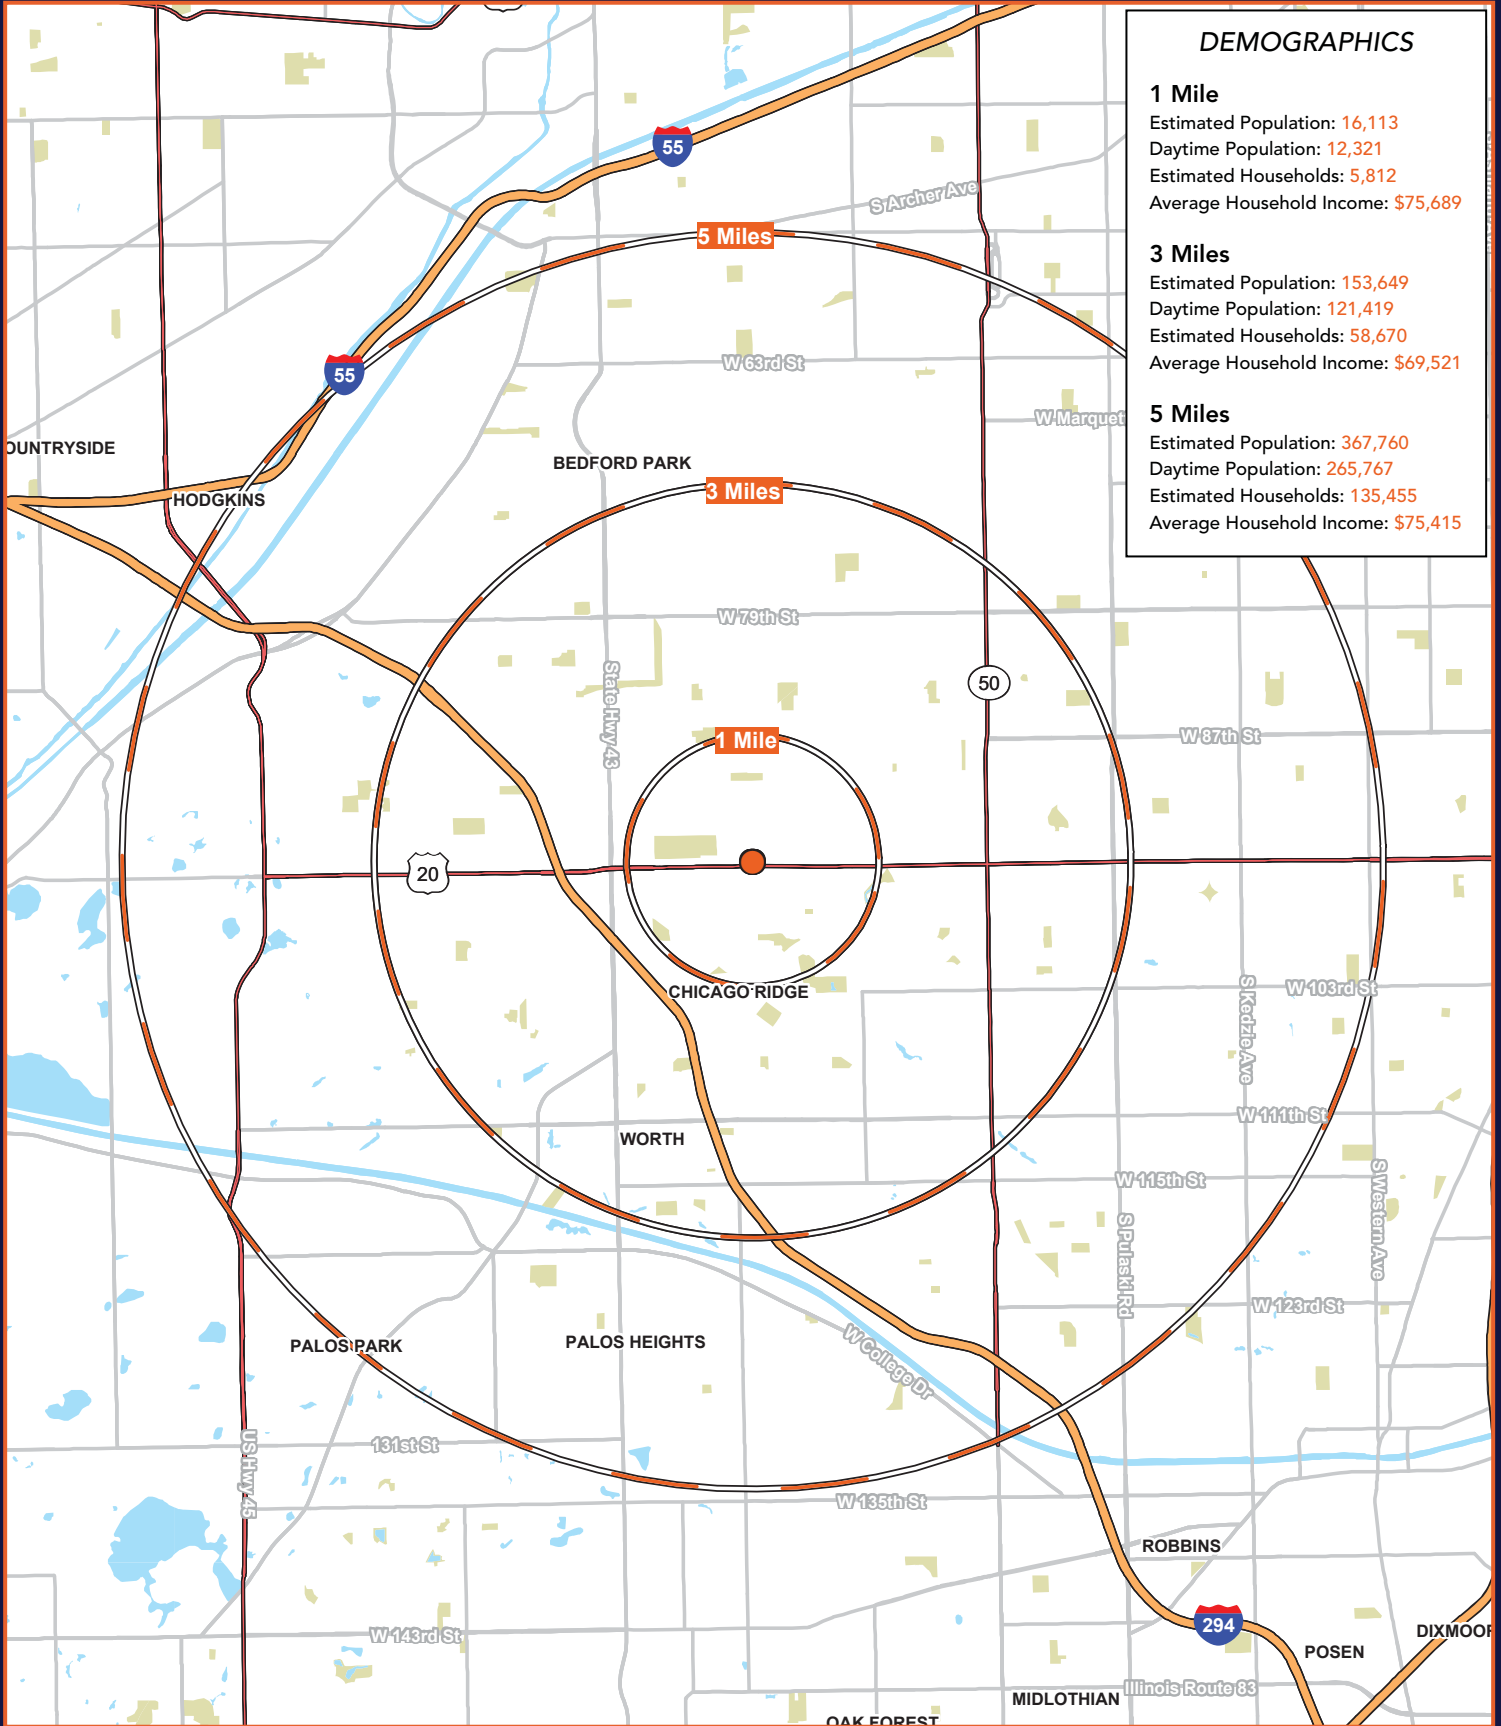 DEMOGRAPHICS
1 Mile
Estimated Population: 16,113
Daytime Population: 12,321
Estimated Households: 5,812
Average Household Income: $75,689
3 Miles
Estimated Population: 153,649
Daytime Population: 121,419
Estimated Households: 58,670
Average Household Income: $69,521
5 Miles
Estimated Population: 367,760
Daytime Population: 265,767
Estimated Households: 135,455
Average Household Income: $75,415
55
S Archer Ave
5 Miles
W 63rd St
55
W Marquet
OUNTRYSIDE
BEDFORD PARK
HODGKINS
3 Miles
W 79th St
State Hwy 43
50
W 87th St
1 Mile
20
CHICAGO RIDGE
W 103rd St
S Kedzie Ave
W 111th St
WORTH
W 115th St
S Western Ave
S Pulaski Rd
W 123rd St
PALOS PARK
PALOS HEIGHTS
W College Dr
131st St
US Hwy 45
W 135th St
ROBBINS
294
W 143rd St
DIXMOOR
POSEN
Illinois Route 83
MIDLOTHIAN
OAK FOREST